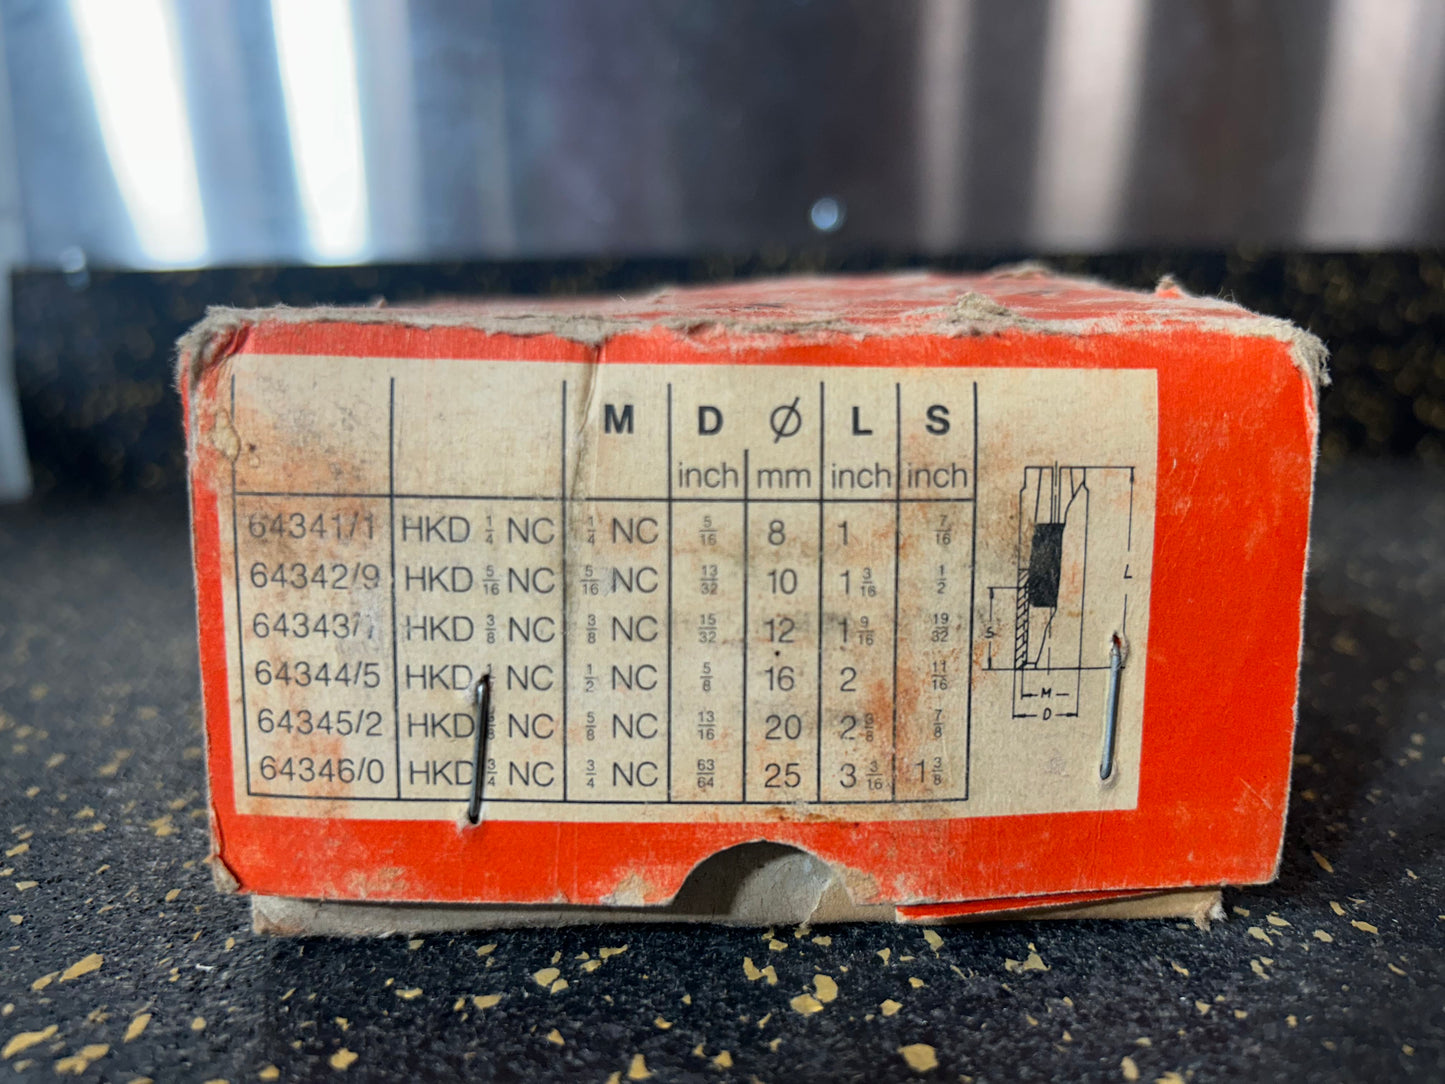 M D Ø L S
inch mm inch inch
64341/1 HKD 1/4 NC 1/4 NC 5/16 8 1 7/16
64342/9 HKD 5/16 NC 5/16 NC 13/32 10 1 3/16 1/2
64343/7 HKD 3/8 NC 3/8 NC 15/32 12 1 9/16 19/32
64344/5 HKD NC 1/2 NC 5/8 16 2 11/16
64345/2 HKD 5/8 NC 5/8 NC 13/16 20 2 3/8 7/8
64346/0 HKD 3/4 NC 3/4 NC 63/64 25 3 3/16 1 3/8
L
S
M
D